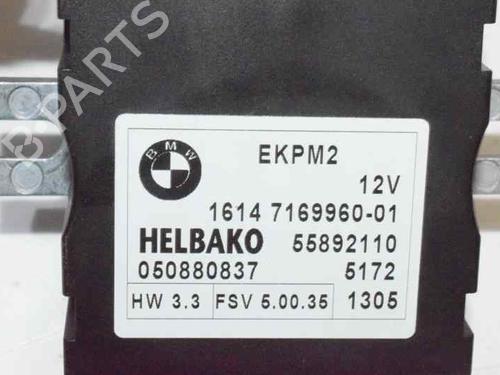 B PARTS
BMW
EKPM2
12V
1614 7169960-01
HELBAKO 55892110
050880837 5172
HW 3.3 FSV 5.00.35 1305